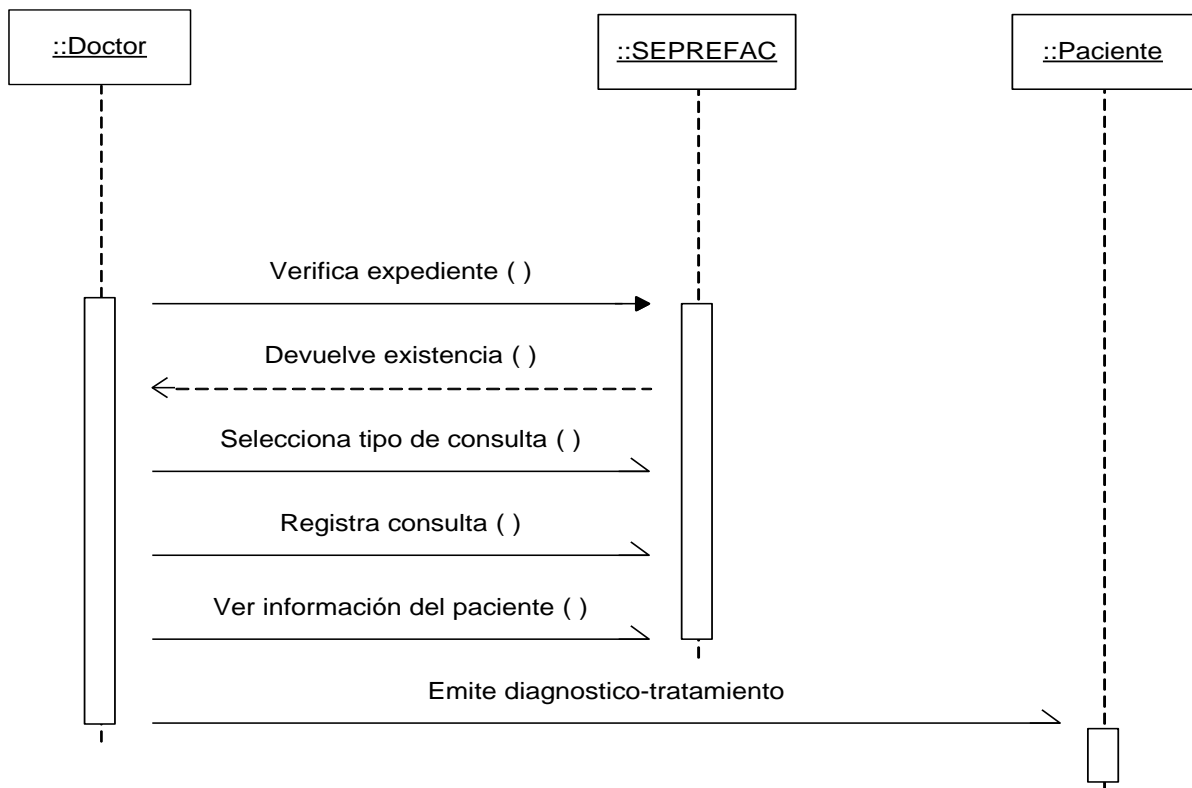 ::Doctor
::SEPREFAC
::Paciente
Verifica expediente ( )
Devuelve existencia ( )
Selecciona tipo de consulta ( )
Registra consulta ( )
Ver información del paciente ( )
Emite diagnostico-tratamiento